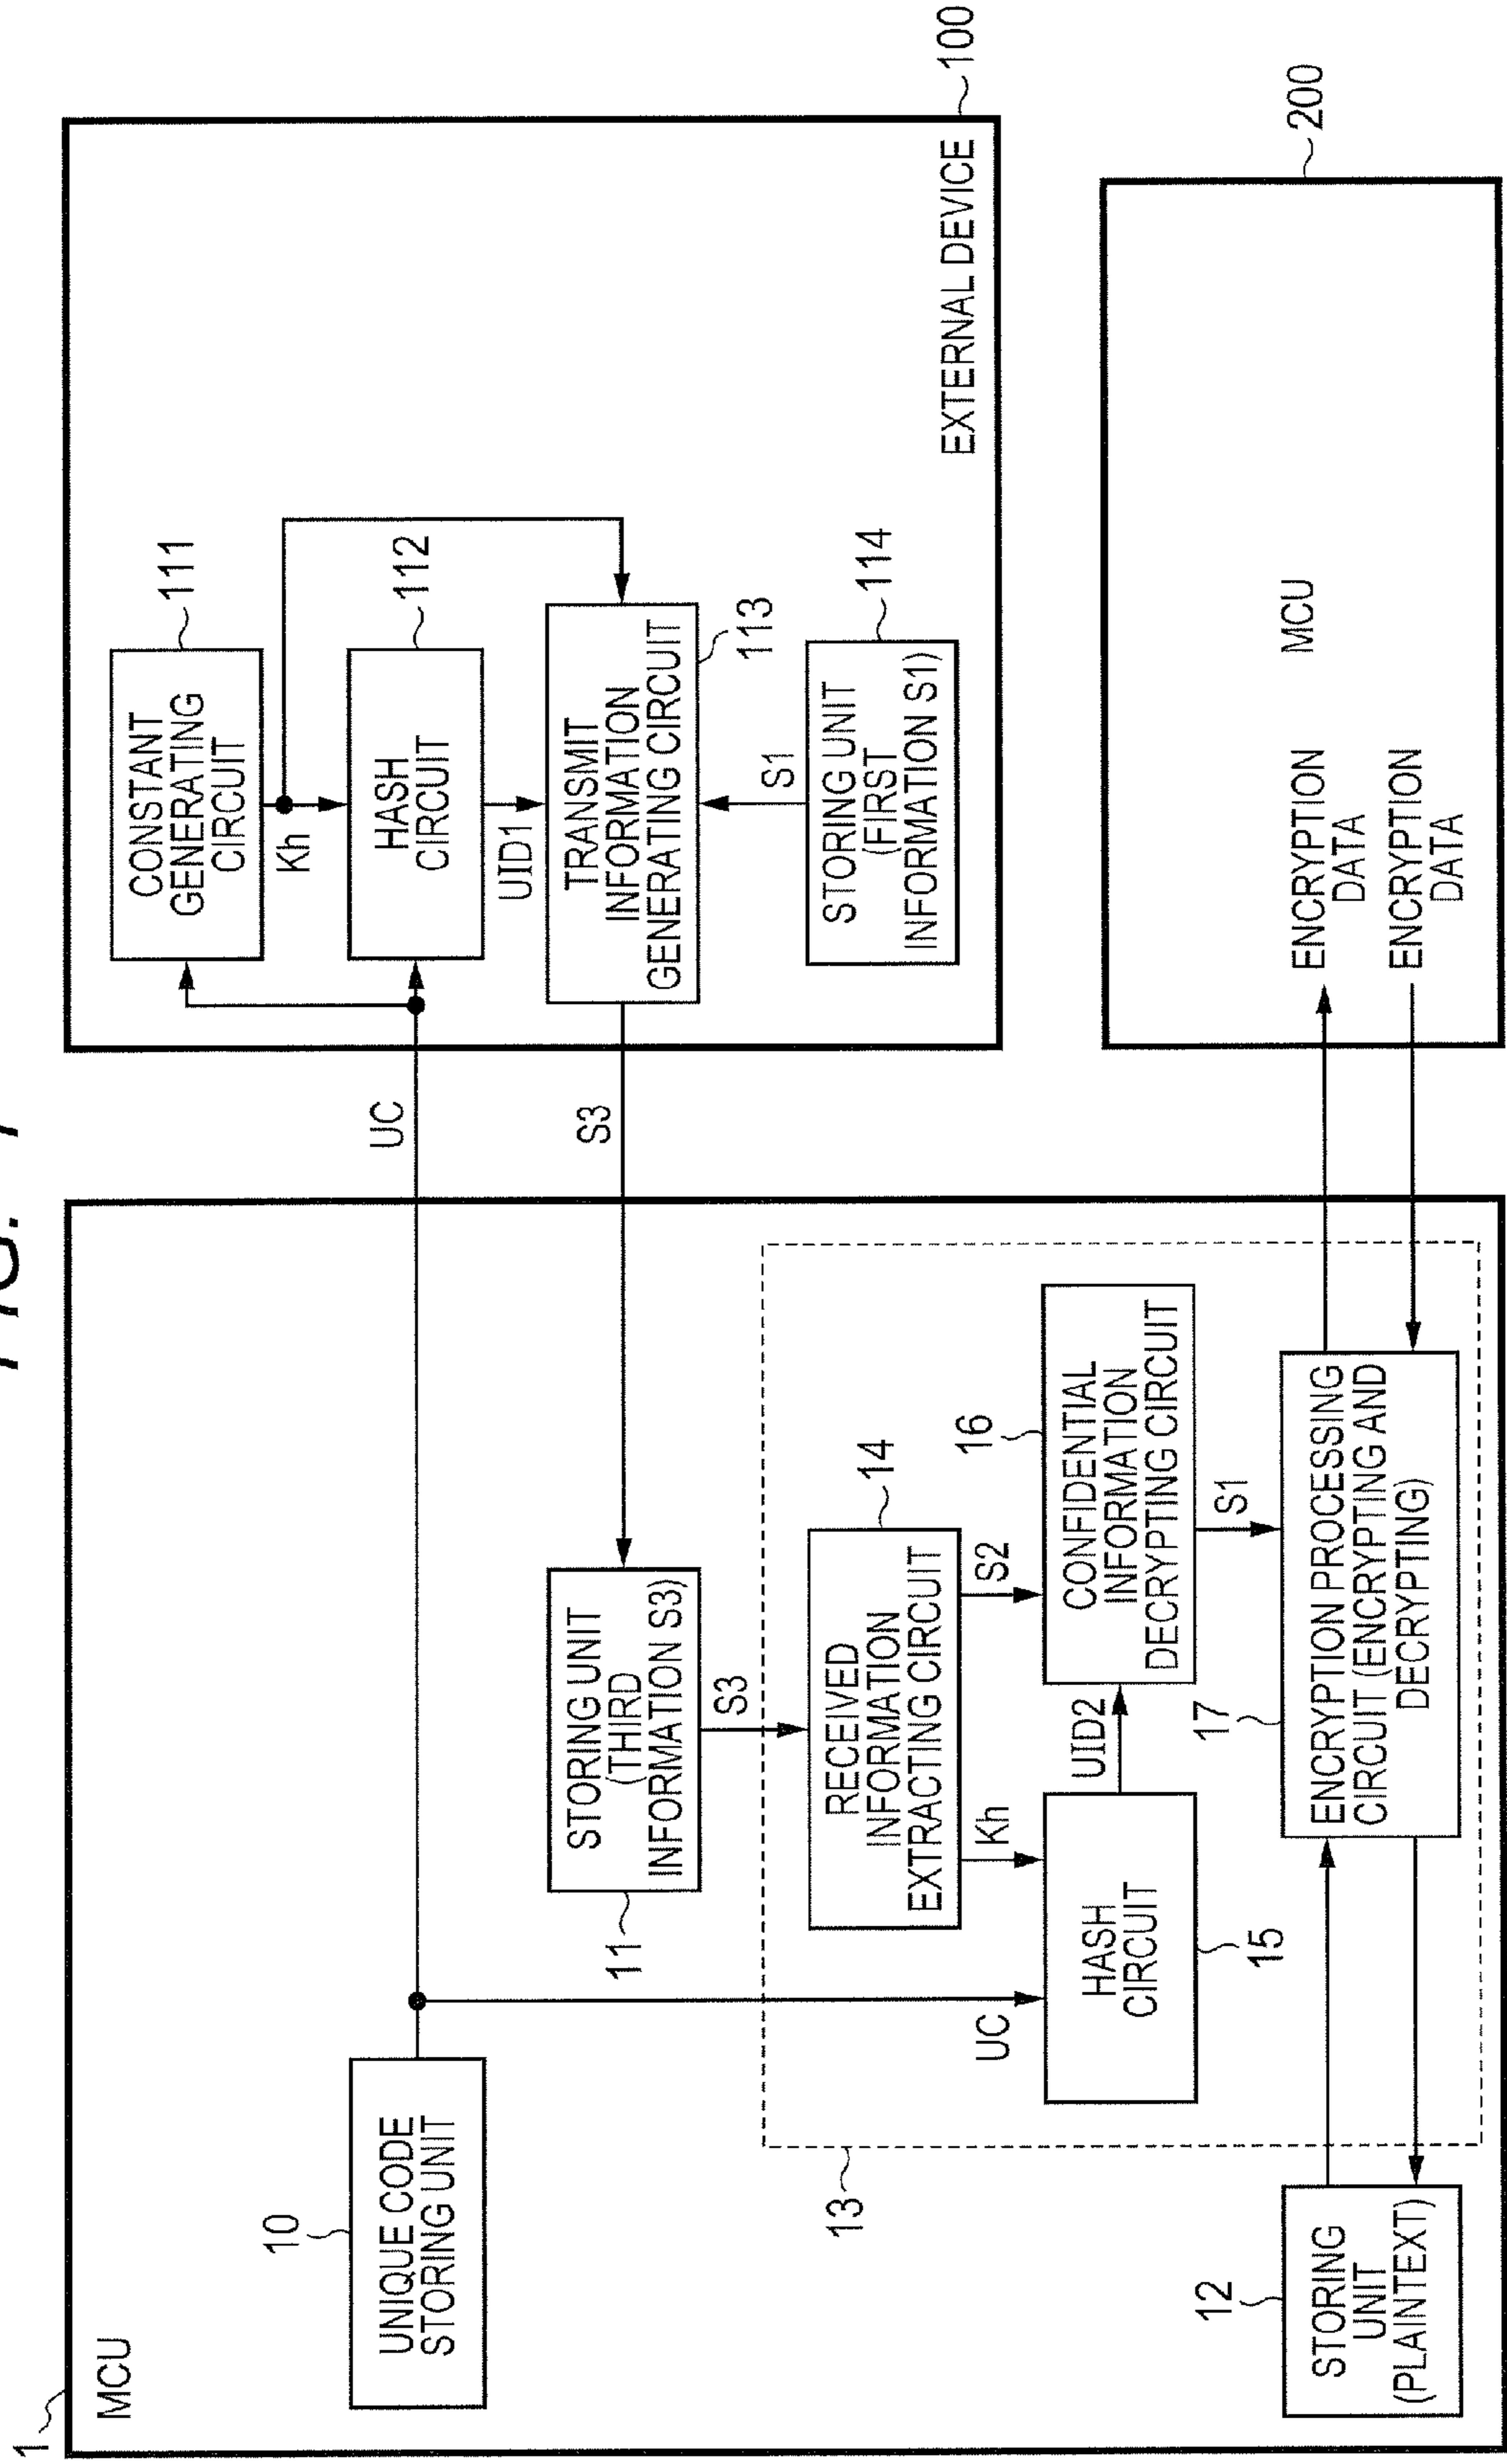 FIG. 1
1
MCU
10
UNIQUE CODE
STORING UNIT
UC
11
STORING UNIT
(THIRD
INFORMATION S3)
S3
S3
13
14
RECEIVED
INFORMATION
EXTRACTING CIRCUIT
Kh
S2
UC
HASH
CIRCUIT
15
UID2
16
CONFIDENTIAL
INFORMATION
DECRYPTING CIRCUIT
S1
12
STORING
UNIT
(PLAINTEXT)
17
ENCRYPTION PROCESSING
CIRCUIT (ENCRYPTING AND
DECRYPTING)
100
EXTERNAL DEVICE
111
CONSTANT
GENERATING
CIRCUIT
Kh
112
HASH
CIRCUIT
UID1
113
TRANSMIT
INFORMATION
GENERATING CIRCUIT
S1
114
STORING UNIT
(FIRST
INFORMATION S1)
200
MCU
ENCRYPTION
DATA
ENCRYPTION
DATA